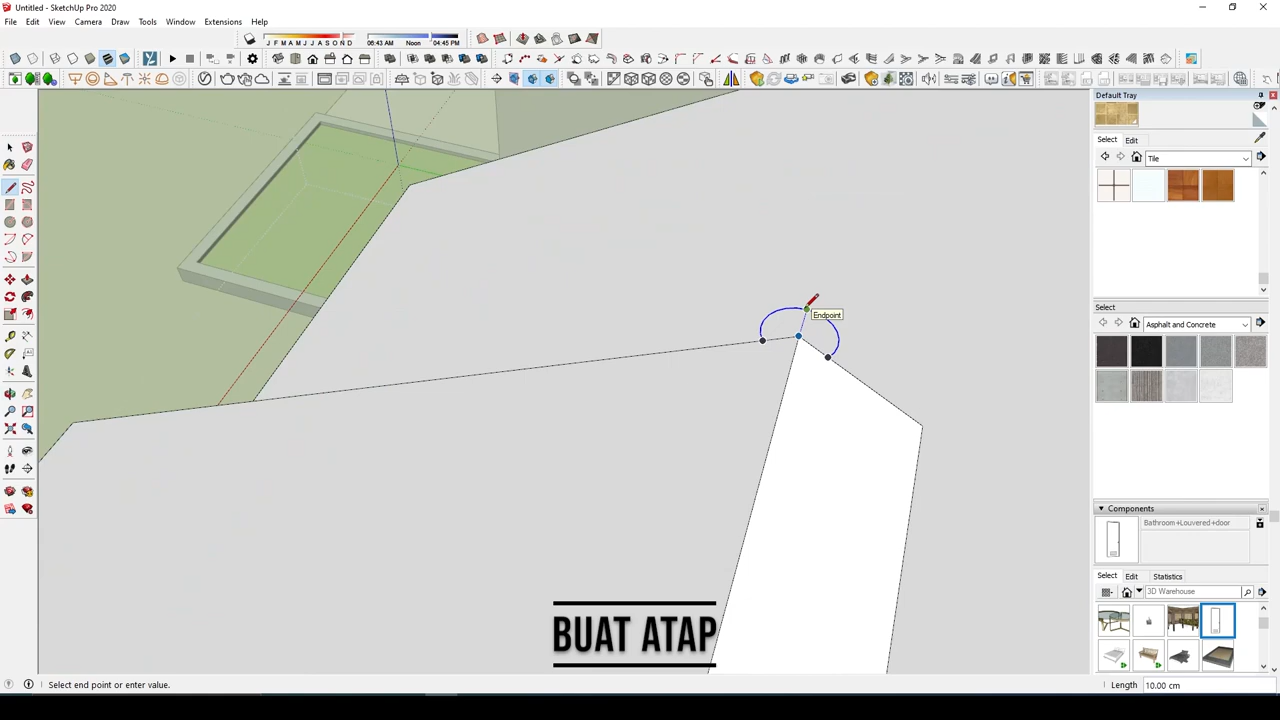 Untitled - SketchUp Pro 2020
File Edit View Camera Draw Tools Window Extensions Help
J F M A M J J A S O N D
06:43 AM Noon 04:45 PM
Default Tray
Select Edit
Tile
Endpoint
Select
Asphalt and Concrete
Components
Bathroom+Louvered+door
Select Edit Statistics
3D Warehouse
BUAT ATAP
Select end point or enter value.
Length 10.00 cm